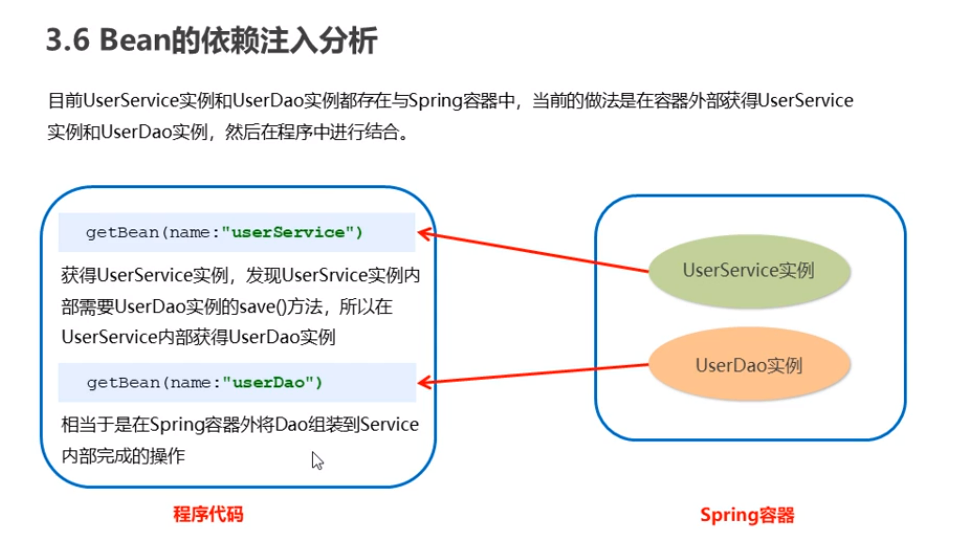 3.6 Bean的依赖注入分析
目前UserService实例和UserDao实例都存在与Spring容器中，当前的做法是在容器外部获得UserService
实例和UserDao实例，然后在程序中进行结合。
getBean(name:"userService")
获得UserService实例，发现UserSrvice实例内
部需要UserDao实例的save()方法，所以在
UserService内部获得UserDao实例
getBean(name:"userDao")
相当于是在Spring容器外将Dao组装到Service
内部完成的操作
程序代码
UserService实例
UserDao实例
Spring容器